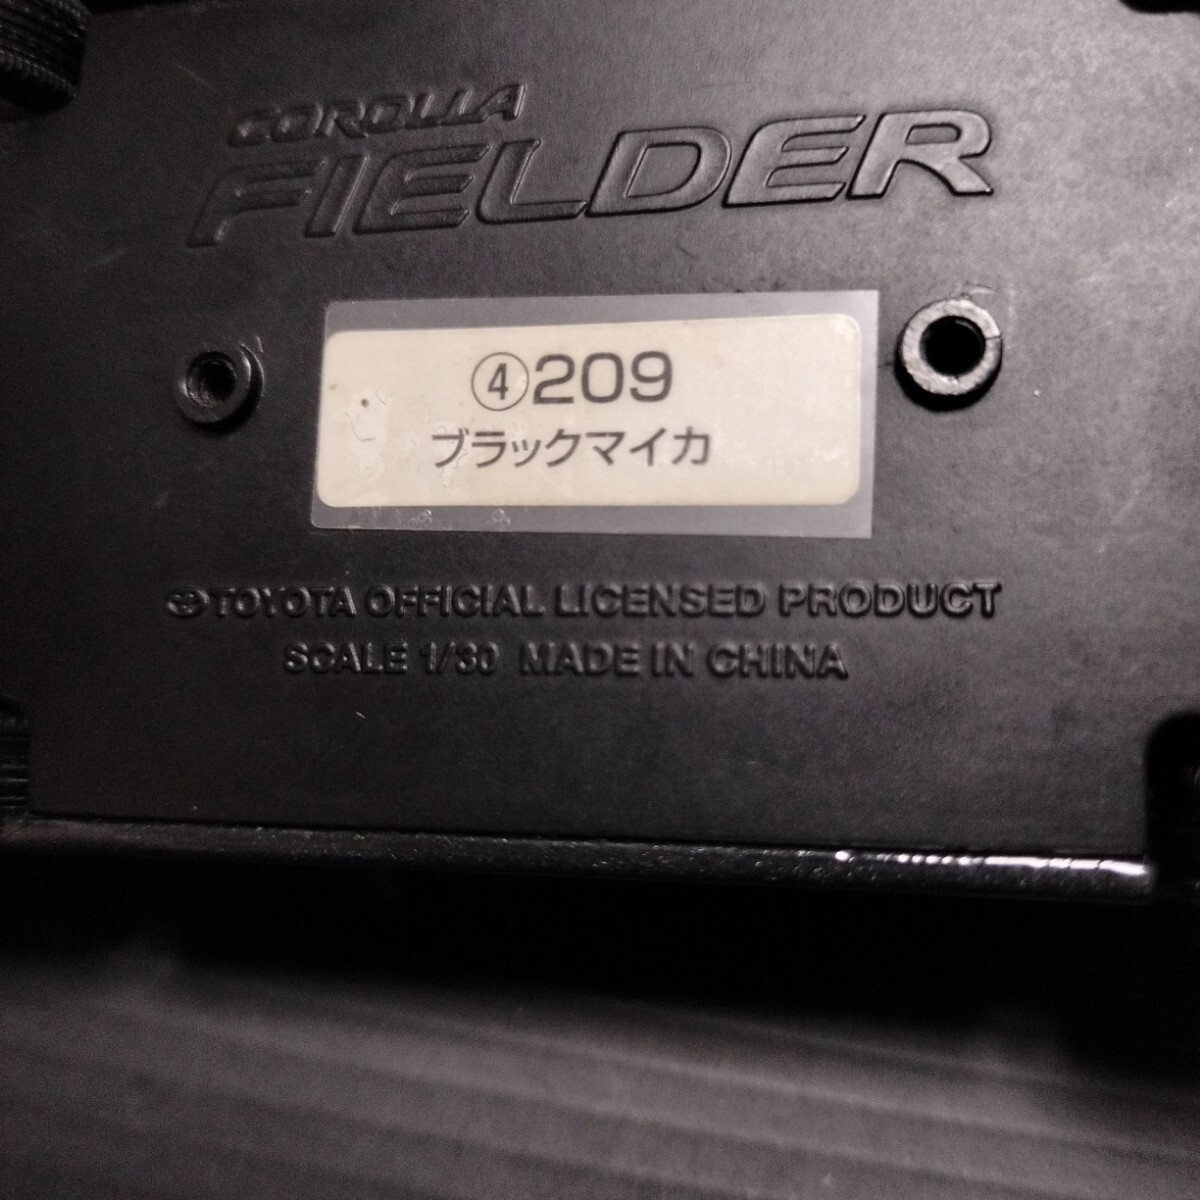 COROLLA
FIELDER
④209
ブラックマイカ
TOYOTA OFFICIAL LICENSED PRODUCT
SCALE 1/30 MADE IN CHINA